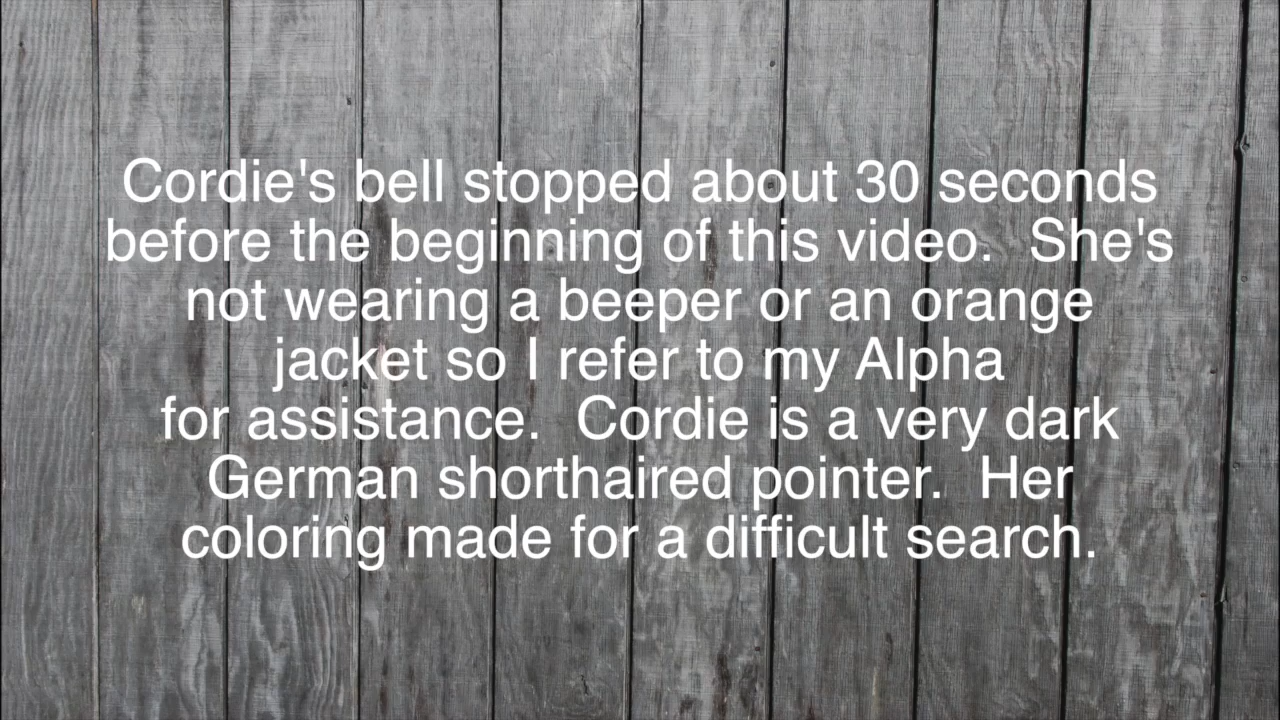 Cordie's bell stopped about 30 seconds
before the beginning of this video.  She's
not wearing a beeper or an orange
jacket so I refer to my Alpha
for assistance.  Cordie is a very dark
German shorthaired pointer.  Her
coloring made for a difficult search.